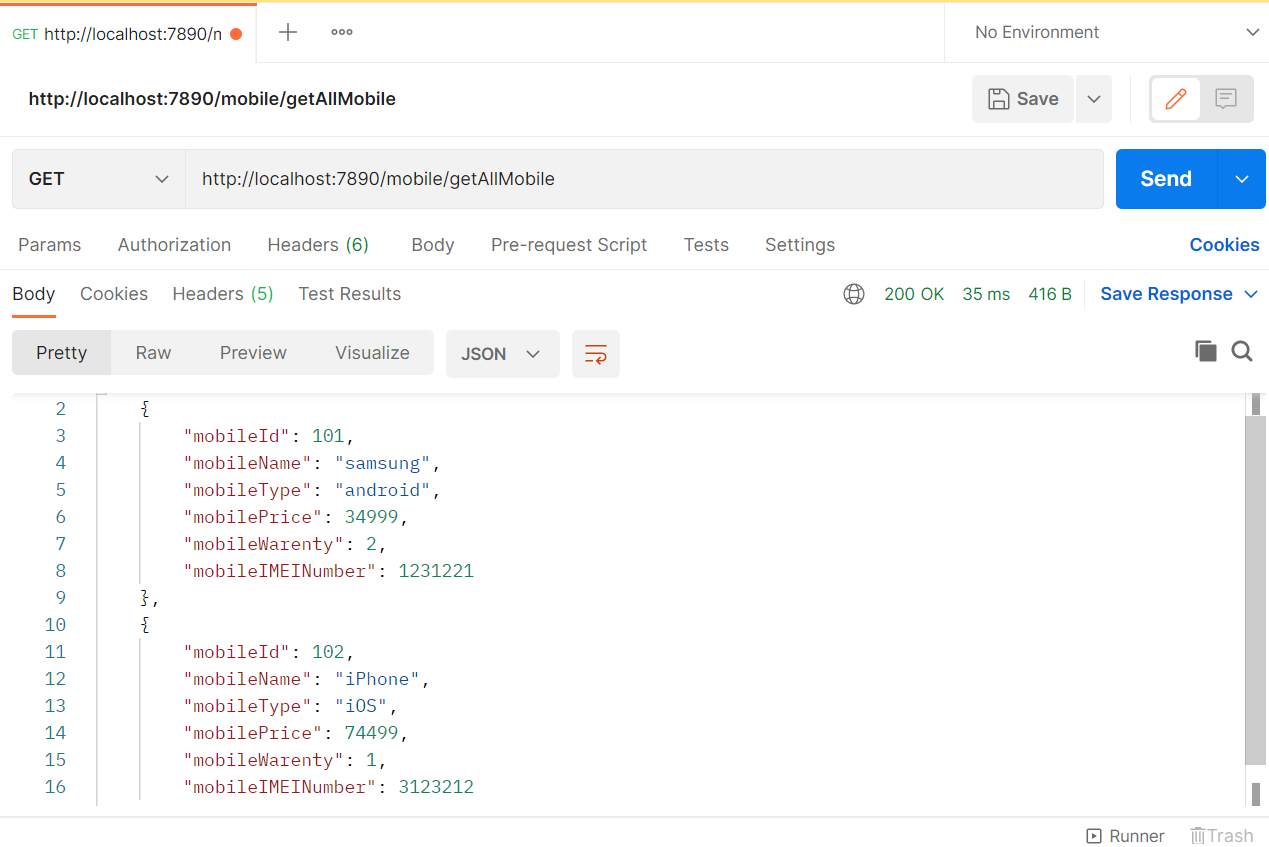 GET http://localhost:7890/n
No Environment
http://localhost:7890/mobile/getAllMobile
Save
GET http://localhost:7890/mobile/getAllMobile Send
Params Authorization Headers (6) Body Pre-request Script Tests Settings Cookies
Body Cookies Headers (5) Test Results 200 OK 35 ms 416 B Save Response
Pretty Raw Preview Visualize JSON
2 {
3 "mobileId": 101,
4 "mobileName": "samsung",
5 "mobileType": "android",
6 "mobilePrice": 34999,
7 "mobileWarenty": 2,
8 "mobileIMEINumber": 1231221
9 },
10 {
11 "mobileId": 102,
12 "mobileName": "iPhone",
13 "mobileType": "iOS",
14 "mobilePrice": 74499,
15 "mobileWarenty": 1,
16 "mobileIMEINumber": 3123212
Runner Trash